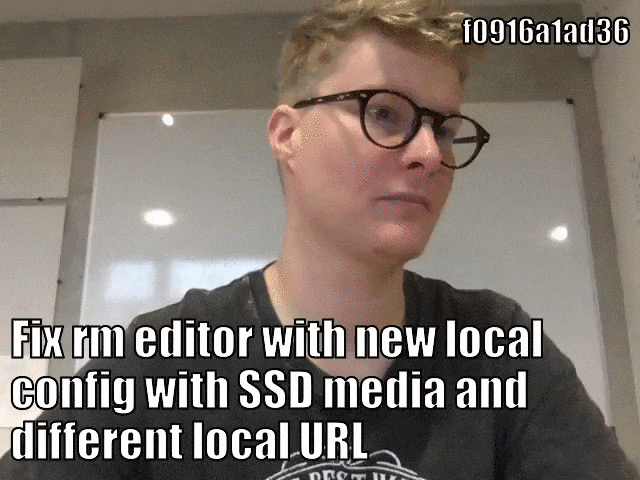 f0916a1ad36
Fix rm editor with new local
config with SSD media and
different local URL